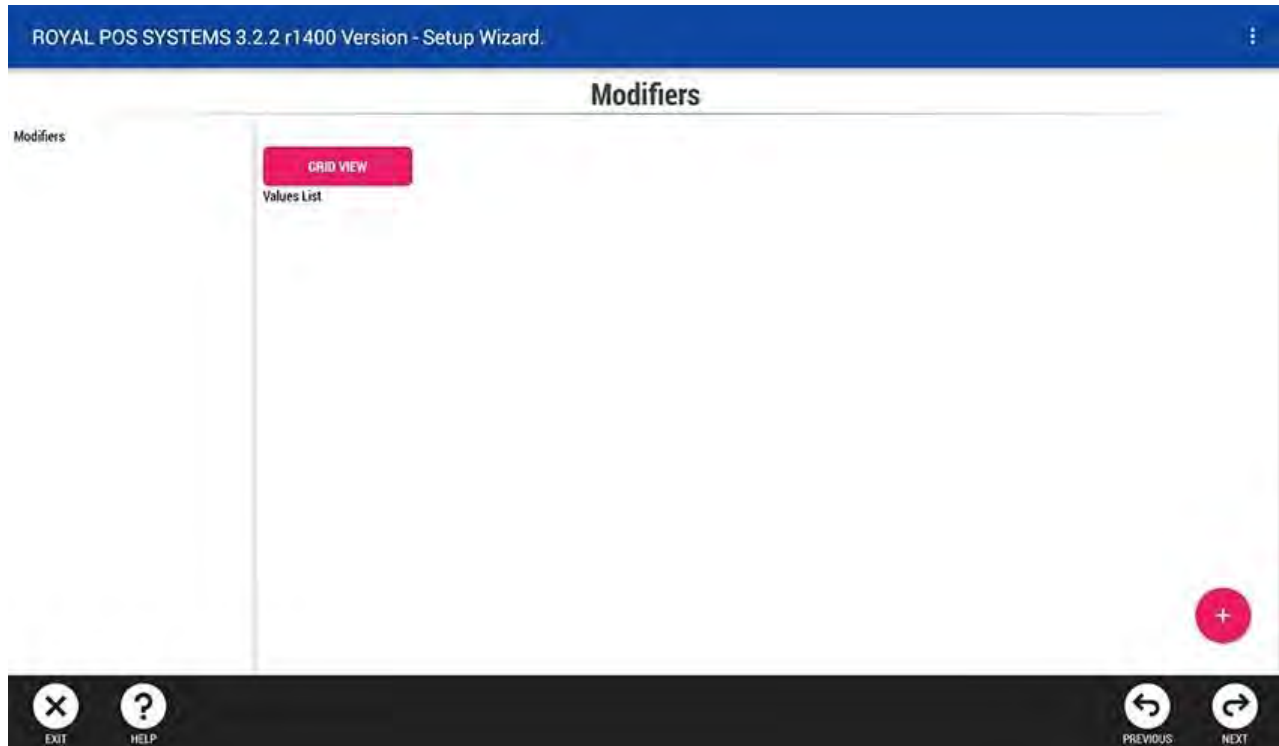 ROYAL POS SYSTEMS 3.2.2 r1400 Version - Setup Wizard.
Modifiers
Modifiers
GRID VIEW
Values List
+
EXIT
HELP
PREVIOUS
NEXT